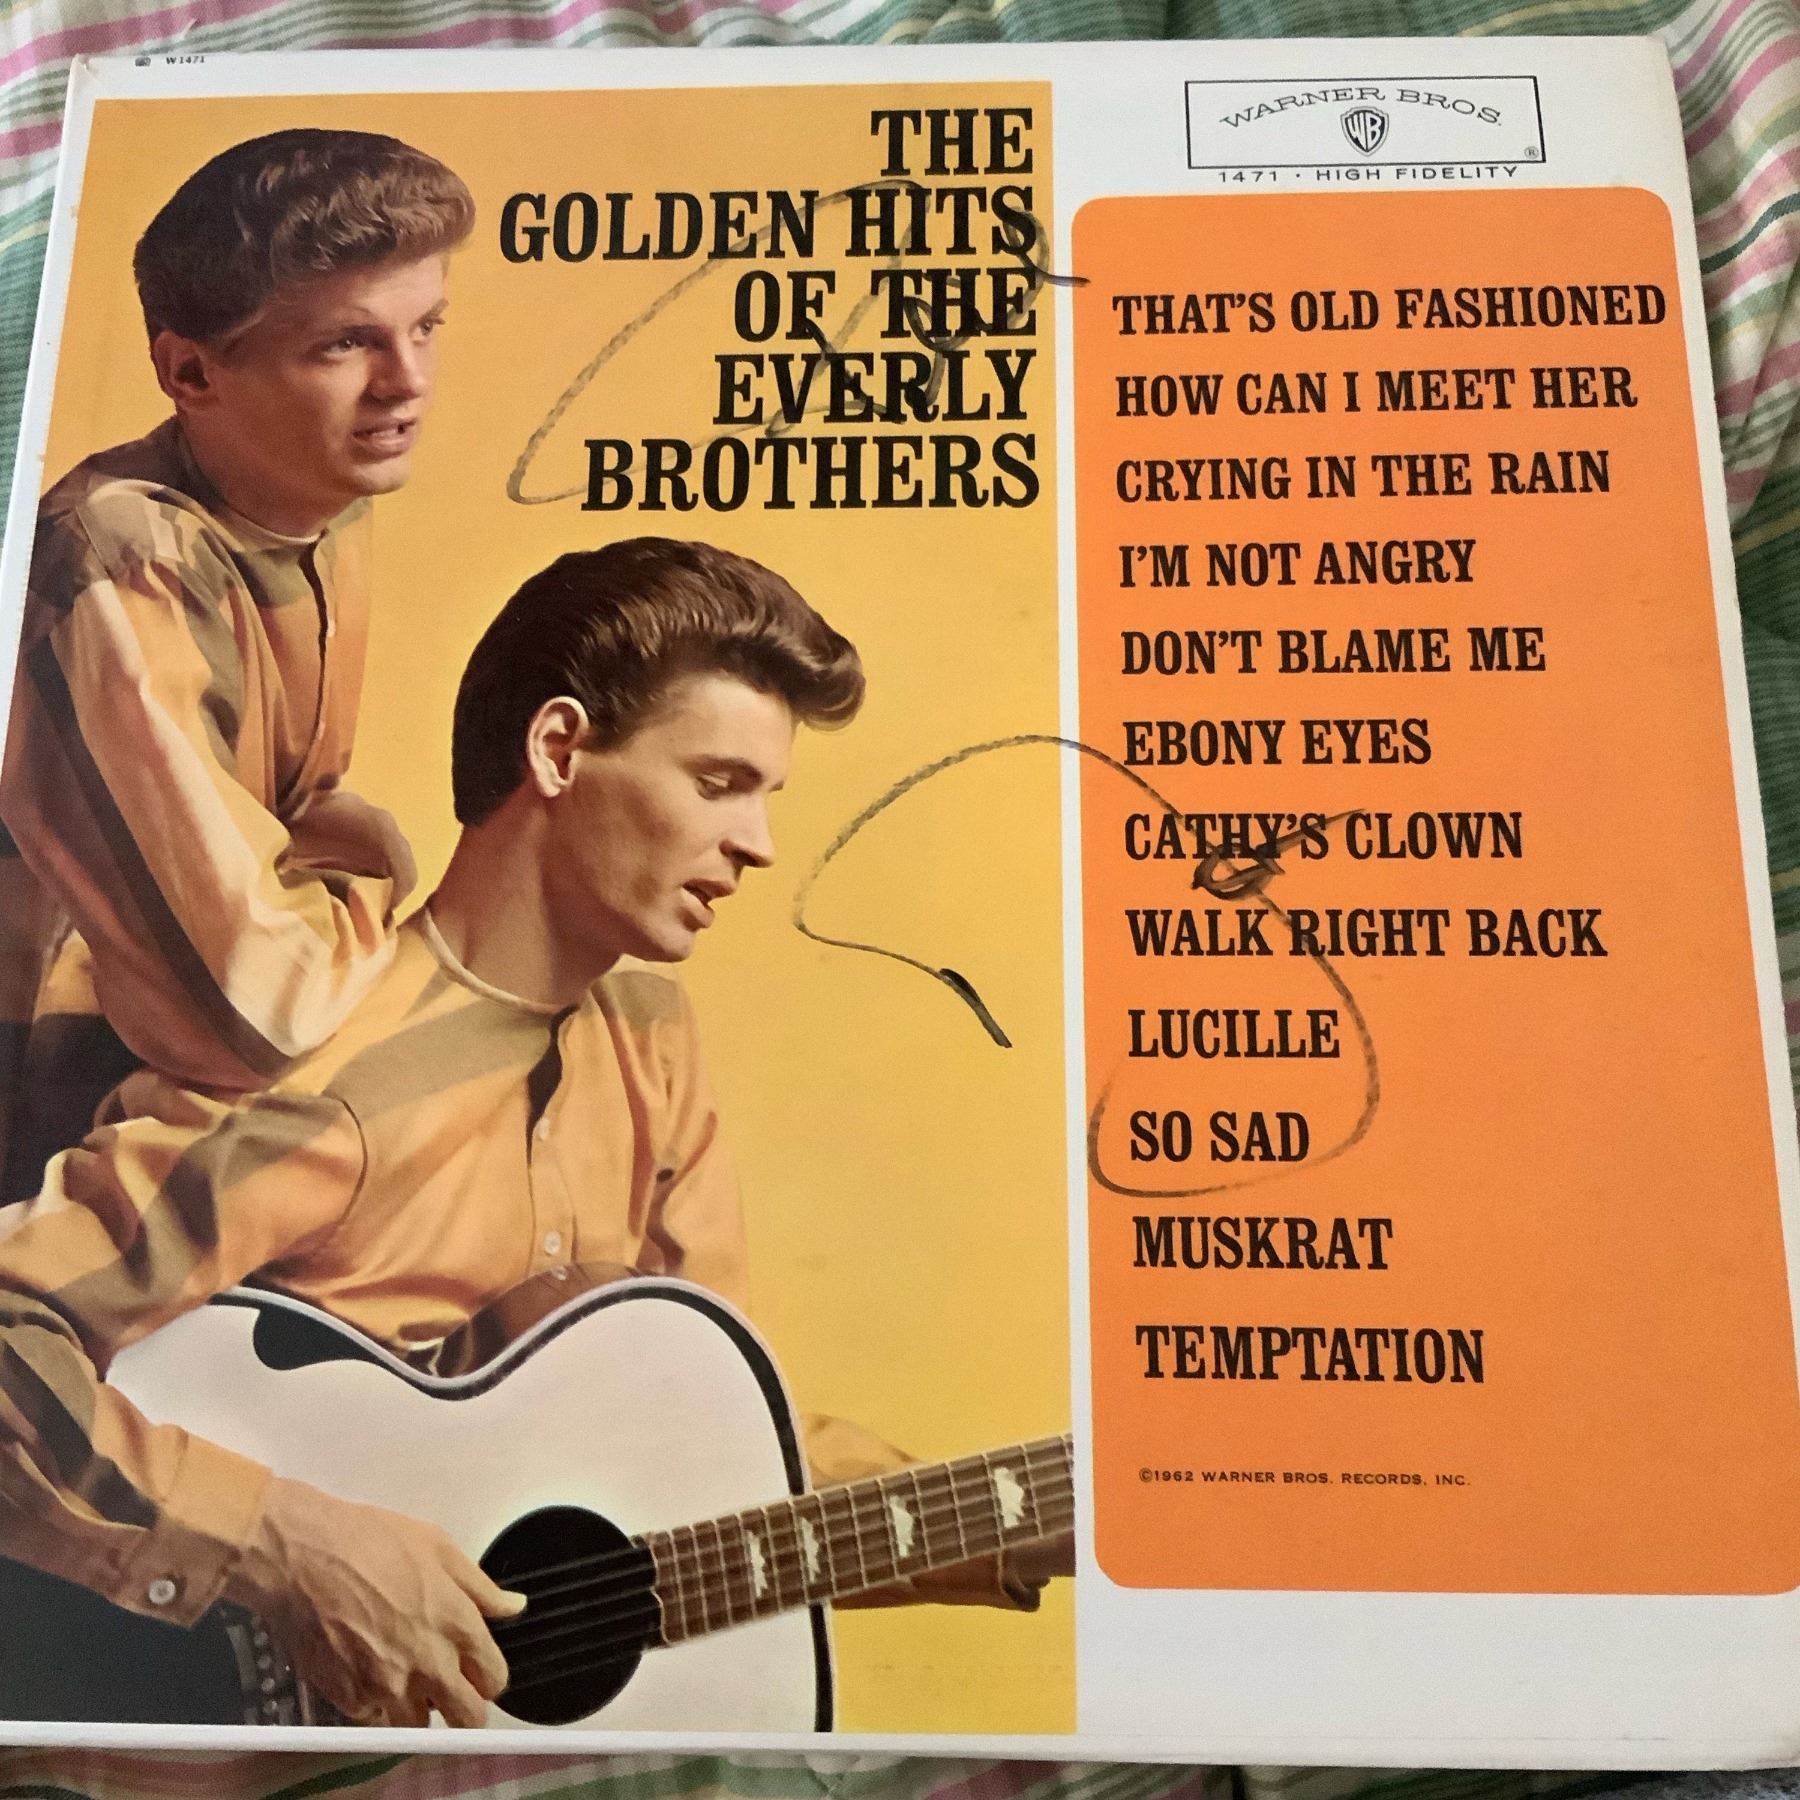 W1471
THE
GOLDEN HITS
OF THE
EVERLY
BROTHERS
WARNER BROS.
WB
®
1471 · HIGH FIDELITY
THAT'S OLD FASHIONED
HOW CAN I MEET HER
CRYING IN THE RAIN
I'M NOT ANGRY
DON'T BLAME ME
EBONY EYES
CATHY'S CLOWN
WALK RIGHT BACK
LUCILLE
SO SAD
MUSKRAT
TEMPTATION
©1962 WARNER BROS. RECORDS, INC.